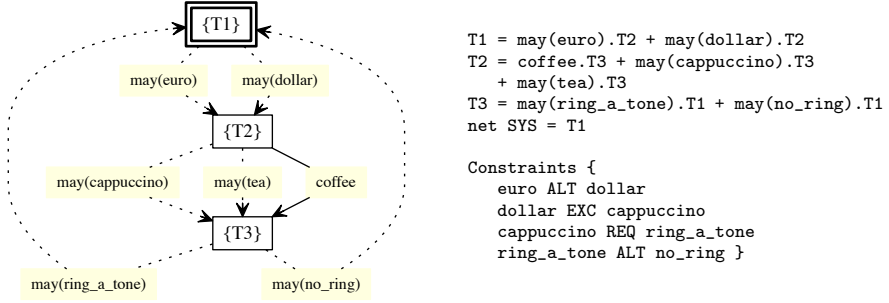 {T1}
may(euro) may(dollar)
{T2}
may(cappuccino) may(tea) coffee
{T3}
may(ring_a_tone) may(no_ring)
T1 = may(euro).T2 + may(dollar).T2
T2 = coffee.T3 + may(cappuccino).T3
+ may(tea).T3
T3 = may(ring_a_tone).T1 + may(no_ring).T1
net SYS = T1
Constraints {
euro ALT dollar
dollar EXC cappuccino
cappuccino REQ ring_a_tone
ring_a_tone ALT no_ring }